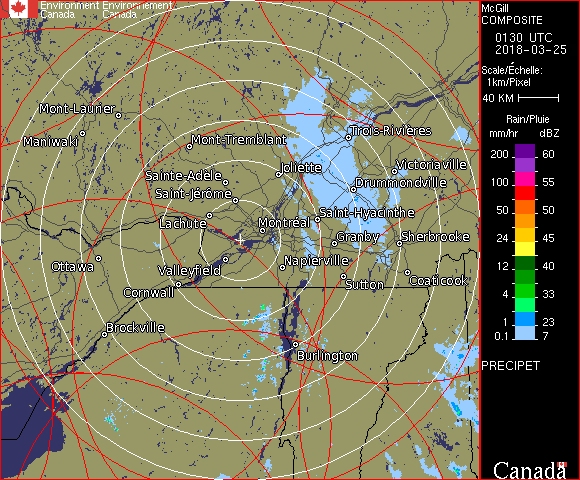 Environment Environnement
Canada Canada
McGill
COMPOSITE
0130 UTC
2018-03-25
Scale/Échelle:
1km/Pixel
40 KM
Rain/Pluie
mm/hr dBZ
200 60
150 57
100 55
50 50
24 45
12 40
4 33
1 23
0.1 7
PRECIPET
Canada
Mont-Laurier
Maniwaki
Mont-Tremblant
Trois-Rivières
Joliette
Victoriaville
Sainte-Adèle
Drummondville
Saint-Jérôme
Lachute
Saint-Hyacinthe
Montréal
Granby
Sherbrooke
Ottawa
Valleyfield
Napierville
Cornwall
Sutton
Coaticook
Brockville
Burlington